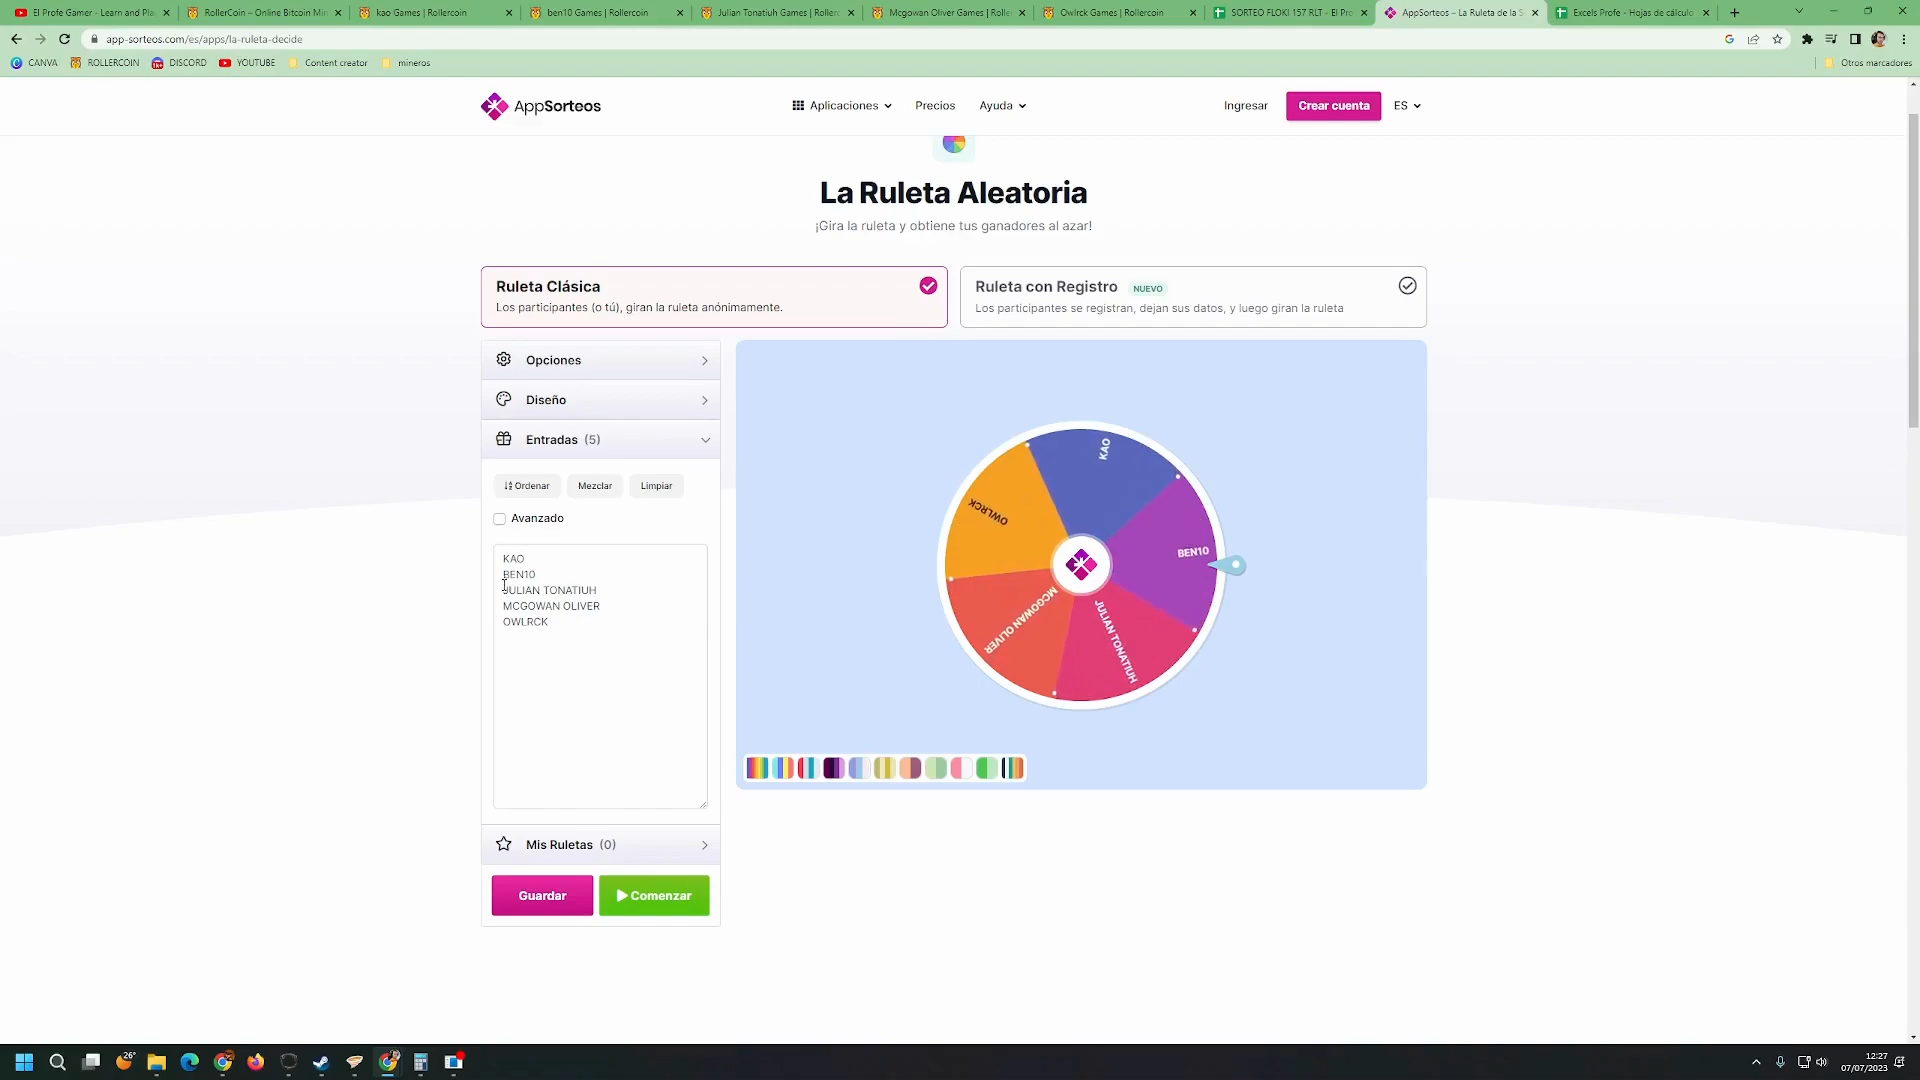 El Profe Gamer - Learn and Pla
RollerCoin – Online Bitcoin Min
kao Games | Rollercoin
ben10 Games | Rollercoin
Julian Tonatiuh Games | Rollerc
Mcgowan Oliver Games | Rolle
Owlrck Games | Rollercoin
SORTEO FLOKI 157 RLT - El Pro
AppSorteos – La Ruleta de la S
Excels Profe - Hojas de cálculo
app-sorteos.com/es/apps/la-ruleta-decide
CANVA
ROLLERCOIN
DISCORD
YOUTUBE
Content creator
mineros
Otros marcadores
AppSorteos
Aplicaciones
Precios
Ayuda
Ingresar
Crear cuenta
ES
La Ruleta Aleatoria
¡Gira la ruleta y obtiene tus ganadores al azar!
Ruleta Clásica
Los participantes (o tú), giran la ruleta anónimamente.
Ruleta con Registro NUEVO
Los participantes se registran, dejan sus datos, y luego giran la ruleta
Opciones
Diseño
Entradas (5)
Ordenar
Mezclar
Limpiar
Avanzado
KAO
BEN10
JULIAN TONATIUH
MCGOWAN OLIVER
OWLRCK
KAO
BEN10
JULIAN TONATIUH
MCGOWAN OLIVER
OWLRCK
Mis Ruletas (0)
Guardar
Comenzar
26°
12:27
07/07/2023